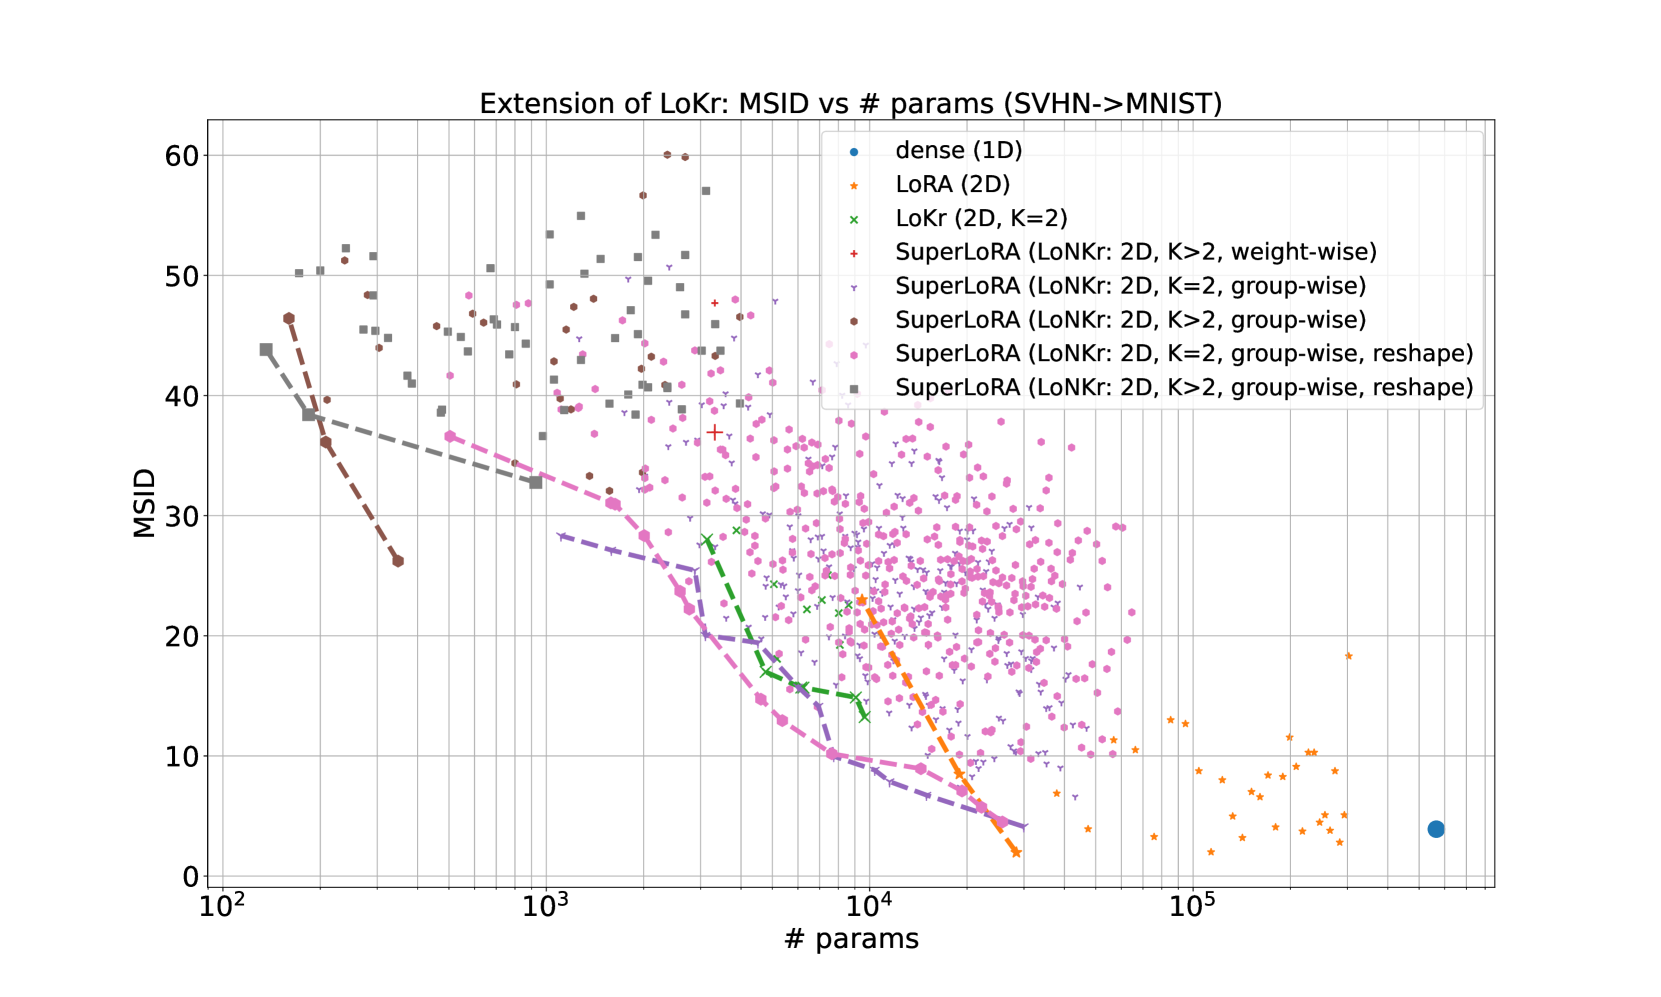 Extension of LoKr: MSID vs # params (SVHN->MNIST)
dense (1D)
LoRA (2D)
LoKr (2D, K=2)
SuperLoRA (LoNKr: 2D, K>2, weight-wise)
SuperLoRA (LoNKr: 2D, K=2, group-wise)
SuperLoRA (LoNKr: 2D, K>2, group-wise)
SuperLoRA (LoNKr: 2D, K=2, group-wise, reshape)
SuperLoRA (LoNKr: 2D, K>2, group-wise, reshape)
MSID
60
50
40
30
20
10
0
10² 10³ 10⁴ 10⁵
# params